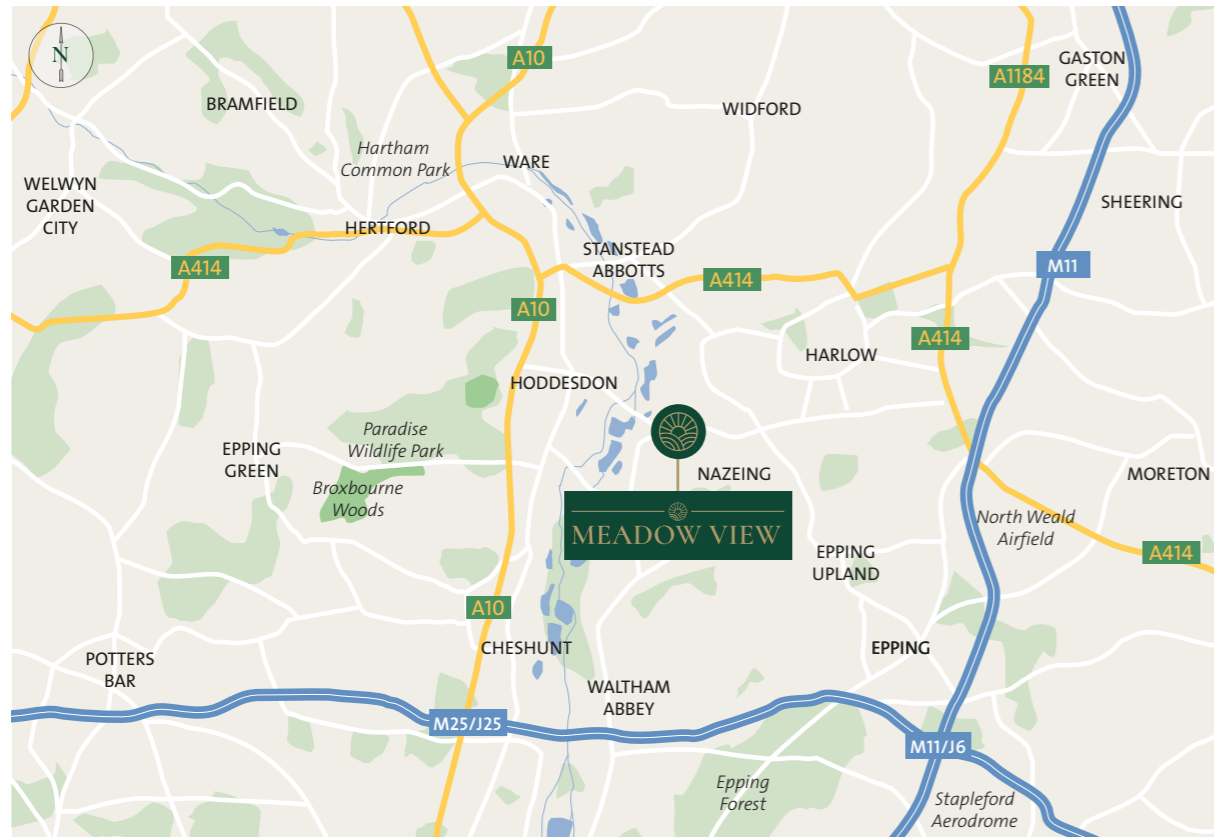 N
A10
GASTON
GREEN
A1184
BRAMFIELD
WIDFORD
Hartham
Common Park
WARE
WELWYN
GARDEN
CITY
SHEERING
HERTFORD
STANSTEAD
ABBOTTS
A414
M11
A414
A10
A414
HARLOW
HODDESDON
Paradise
Wildlife Park
EPPING
GREEN
NAZEING
MORETON
Broxbourne
Woods
MEADOW VIEW
North Weald
Airfield
EPPING
UPLAND
A414
A10
CHESHUNT
EPPING
POTTERS
BAR
WALTHAM
ABBEY
M25/J25
M11/J6
Epping
Forest
Stapleford
Aerodrome